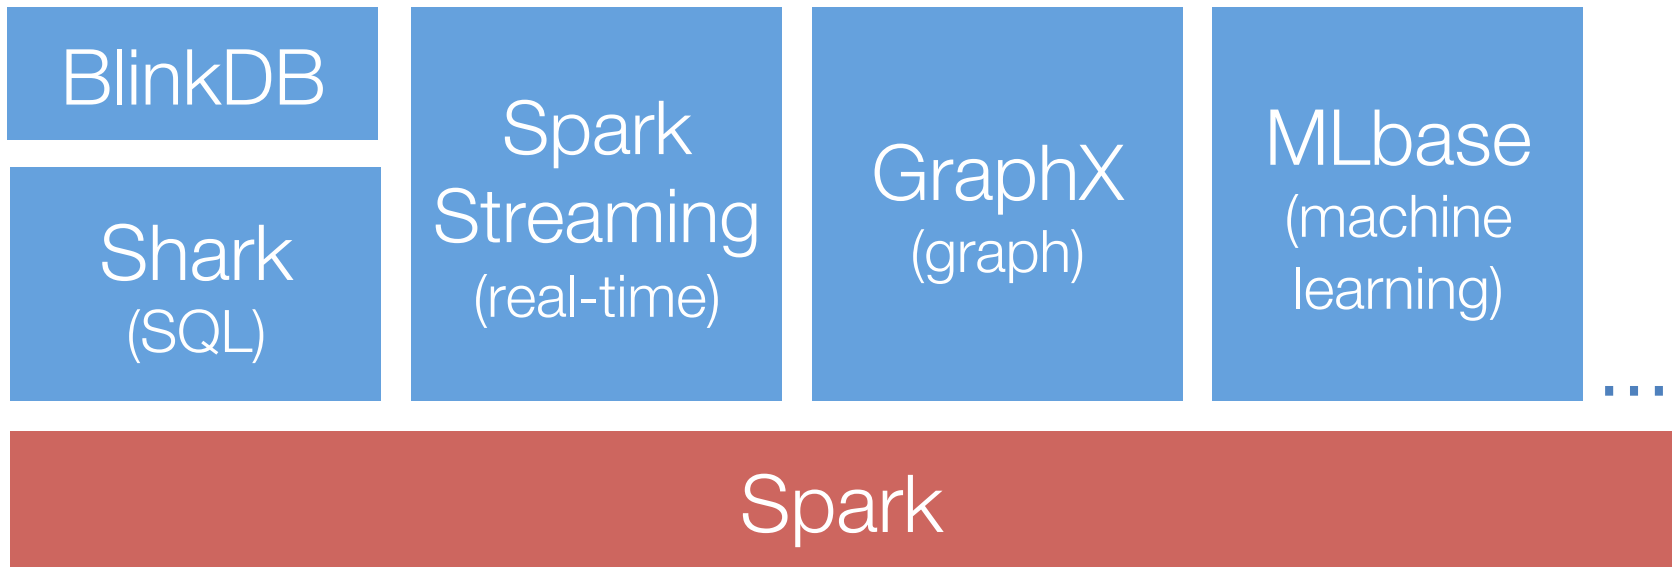 BlinkDB
Shark
(SQL)
Spark
Streaming
(real-time)
GraphX
(graph)
MLbase
(machine
learning)
...
Spark